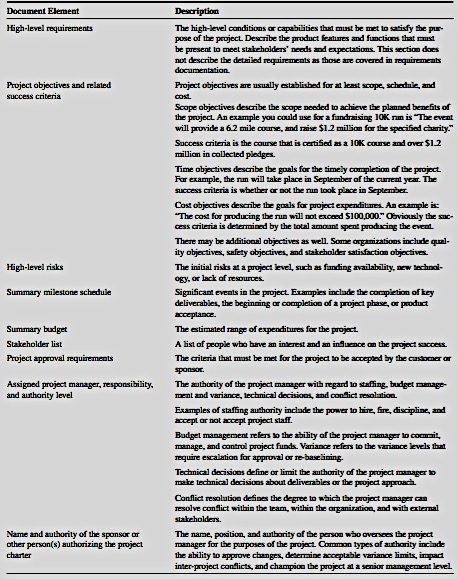 Document Element Description
High-level requirements The high-level conditions or capabilities that must be met to satisfy the pur-
pose of the project. Describe the product features and functions that must
be present to meet stakeholders' needs and expectations. This section does
not describe the detailed requirements as those are covered in requirements
documentation.
Project objectives and related Project objectives are usually established for at least scope, schedule, and
success criteria cost.
Scope objectives describe the scope needed to achieve the planned benefits of
the project. An example you could use for a fundraising 10K run is "The event
will provide a 6.2 mile course, and raise $1.2 million for the specified charity."
Success criteria is the course that is certified as a 10K course and over $1.2
million in collected pledges.
Time objectives describe the goals for the timely completion of the project.
For example, the run will take place in September of the current year. The
success criteria is whether or not the run took place in September.
Cost objectives describe the goals for project expenditures. An example is:
"The cost for producing the run will not exceed $100,000." Obviously the suc-
cess criteria is determined by the total amount spent producing the event.
There may be additional objectives as well. Some organizations include qual-
ity objectives, safety objectives, and stakeholder satisfaction objectives.
High-level risks The initial risks at a project level, such as funding availability, new technol-
ogy, or lack of resources.
Summary milestone schedule Significant events in the project. Examples include the completion of key
deliverables, the beginning or completion of a project phase, or product
acceptance.
Summary budget The estimated range of expenditures for the project.
Stakeholder list A list of people who have an interest and an influence on the project success.
Project approval requirements The criteria that must be met for the project to be accepted by the customer or
sponsor.
Assigned project manager, responsibility, The authority of the project manager with regard to staffing, budget manage-
and authority level ment and variance, technical decisions, and conflict resolution.
Examples of staffing authority include the power to hire, fire, discipline, and
accept or not accept project staff.
Budget management refers to the ability of the project manager to commit,
manage, and control project funds. Variance refers to the variance levels that
require escalation for approval or re-baselining.
Technical decisions define or limit the authority of the project manager to
make technical decisions about deliverables or the project approach.
Conflict resolution defines the degree to which the project manager can
resolve conflict within the team, within the organization, and with external
stakeholders.
Name and authority of the sponsor or The name, position, and authority of the person who oversees the project
other person(s) authorizing the project manager for the purposes of the project. Common types of authority include
charter the ability to approve changes, determine acceptable variance limits, impact
inter-project conflicts, and champion the project at a senior management level.